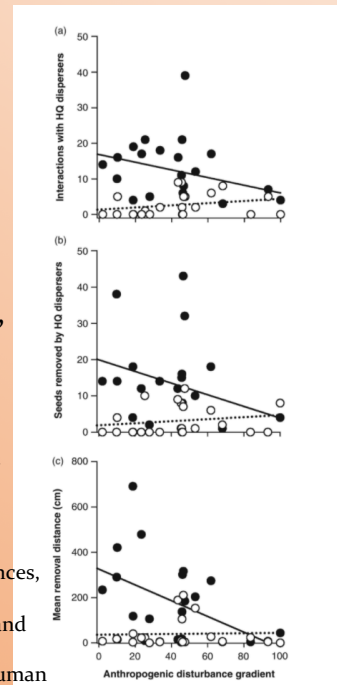 (a)
50
40
30
20
10
0
Interactions with HQ dispersers
(b)
50
40
30
20
10
0
Seeds removed by HQ dispersers
,
(c)
800
600
400
200
0
Mean removal distance (cm)
nces,
and
uman
0 20 40 60 80 100
Anthropogenic disturbance gradient